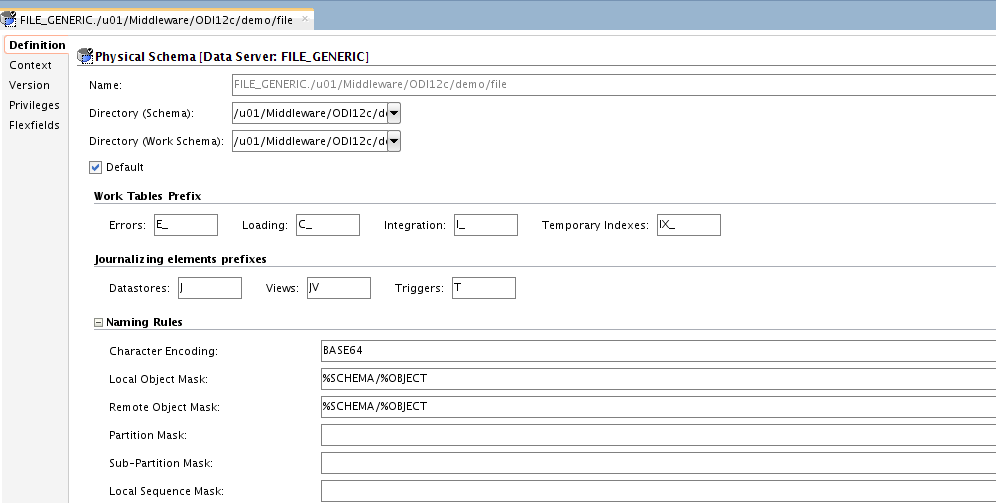 FILE_GENERIC./u01/Middleware/ODI12c/demo/file
Definition
Context
Version
Privileges
Flexfields
Physical Schema [Data Server: FILE_GENERIC]
Name: FILE_GENERIC./u01/Middleware/ODI12c/demo/file
Directory (Schema): /u01/Middleware/ODI12c/d
Directory (Work Schema): /u01/Middleware/ODI12c/d
Default
Work Tables Prefix
Errors: E_ Loading: C_ Integration: I_ Temporary Indexes: IX_
Journalizing elements prefixes
Datastores: J Views: JV Triggers: T
Naming Rules
Character Encoding: BASE64
Local Object Mask: %SCHEMA/%OBJECT
Remote Object Mask: %SCHEMA/%OBJECT
Partition Mask:
Sub-Partition Mask:
Local Sequence Mask: